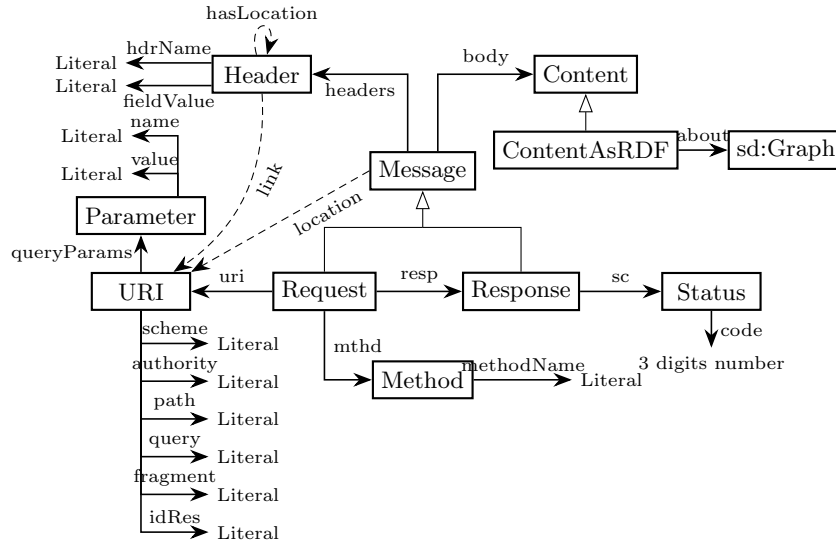 hasLocation
hdrName
Literal
Header
body
Content
Literal
headers
fieldValue
name
Literal
ContentAsRDF
about
sd:Graph
value
Literal
Message
link
location
Parameter
queryParams
URI
uri
Request
resp
Response
sc
Status
scheme
Literal
mthd
code
authority
Literal
Method
methodName
Literal
3 digits number
path
Literal
query
Literal
fragment
Literal
idRes
Literal